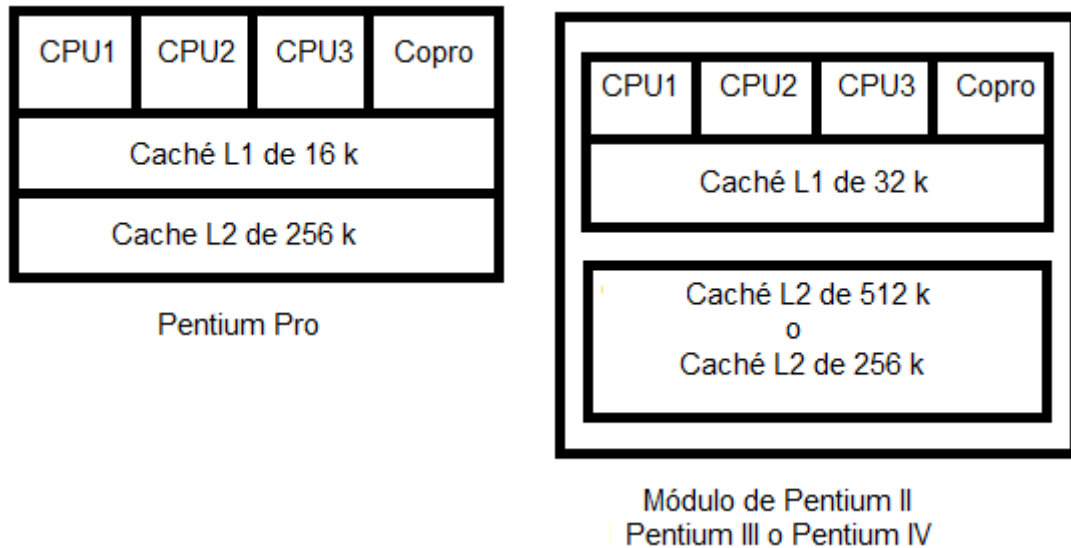 CPU1 CPU2 CPU3 Copro
Caché L1 de 16 k
Cache L2 de 256 k
Pentium Pro
CPU1 CPU2 CPU3 Copro
Caché L1 de 32 k
Caché L2 de 512 k
o
Caché L2 de 256 k
Módulo de Pentium II
Pentium III o Pentium IV